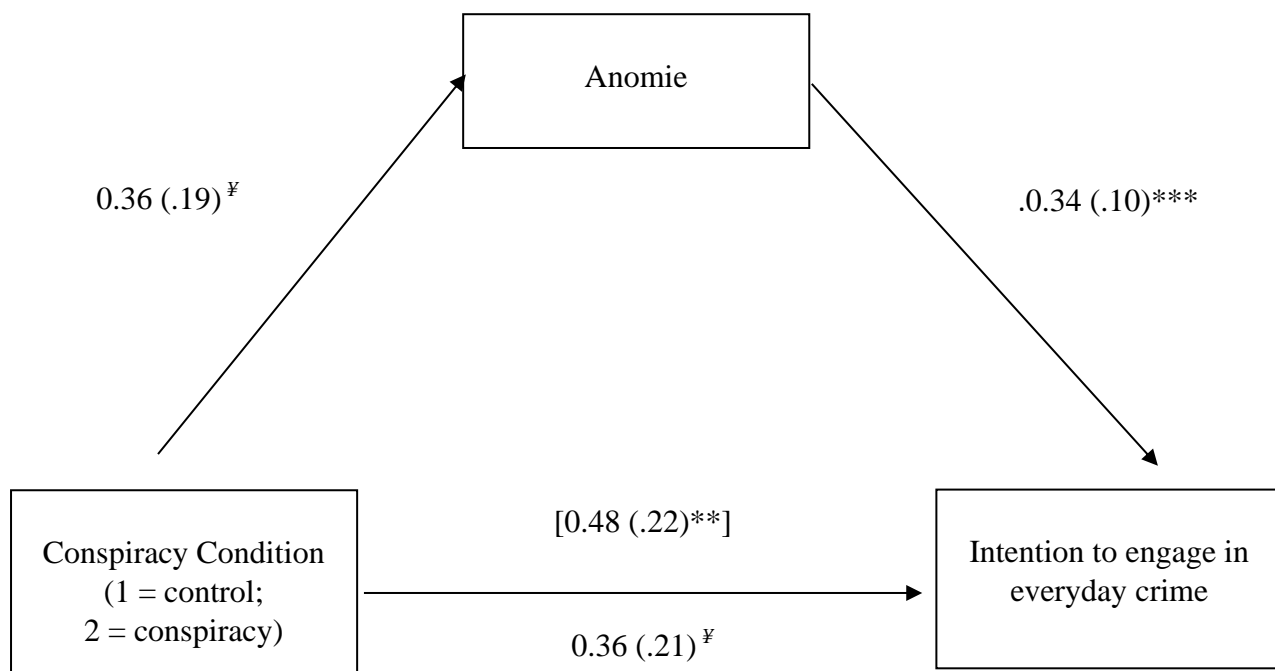 Anomie
0.36 (.19) ¥
.0.34 (.10)***
Conspiracy Condition
(1 = control;
2 = conspiracy)
[0.48 (.22)**]
0.36 (.21) ¥
Intention to engage in
everyday crime